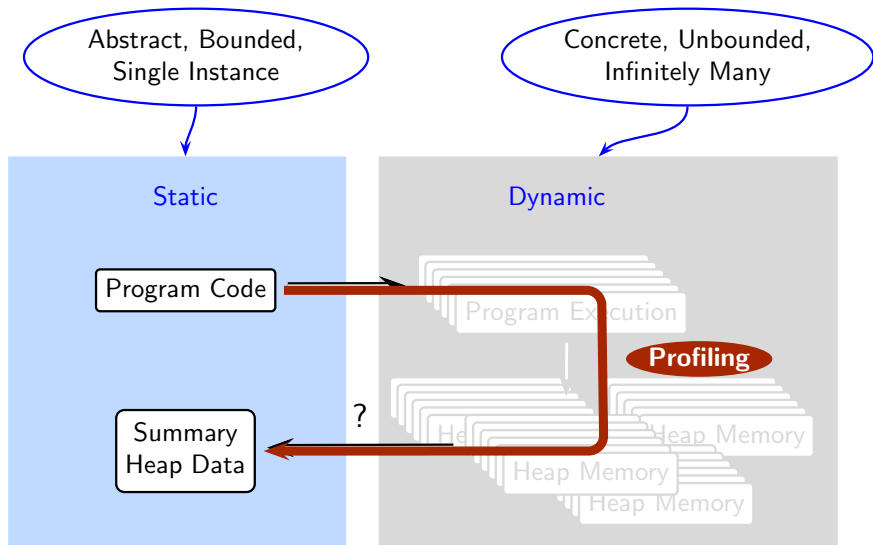 Abstract, Bounded,
Single Instance
Concrete, Unbounded,
Infinitely Many
Static
Dynamic
Program Code
Program Execution
Profiling
?
Summary
Heap Data
Heap Memory
Heap Memory
Heap Memory